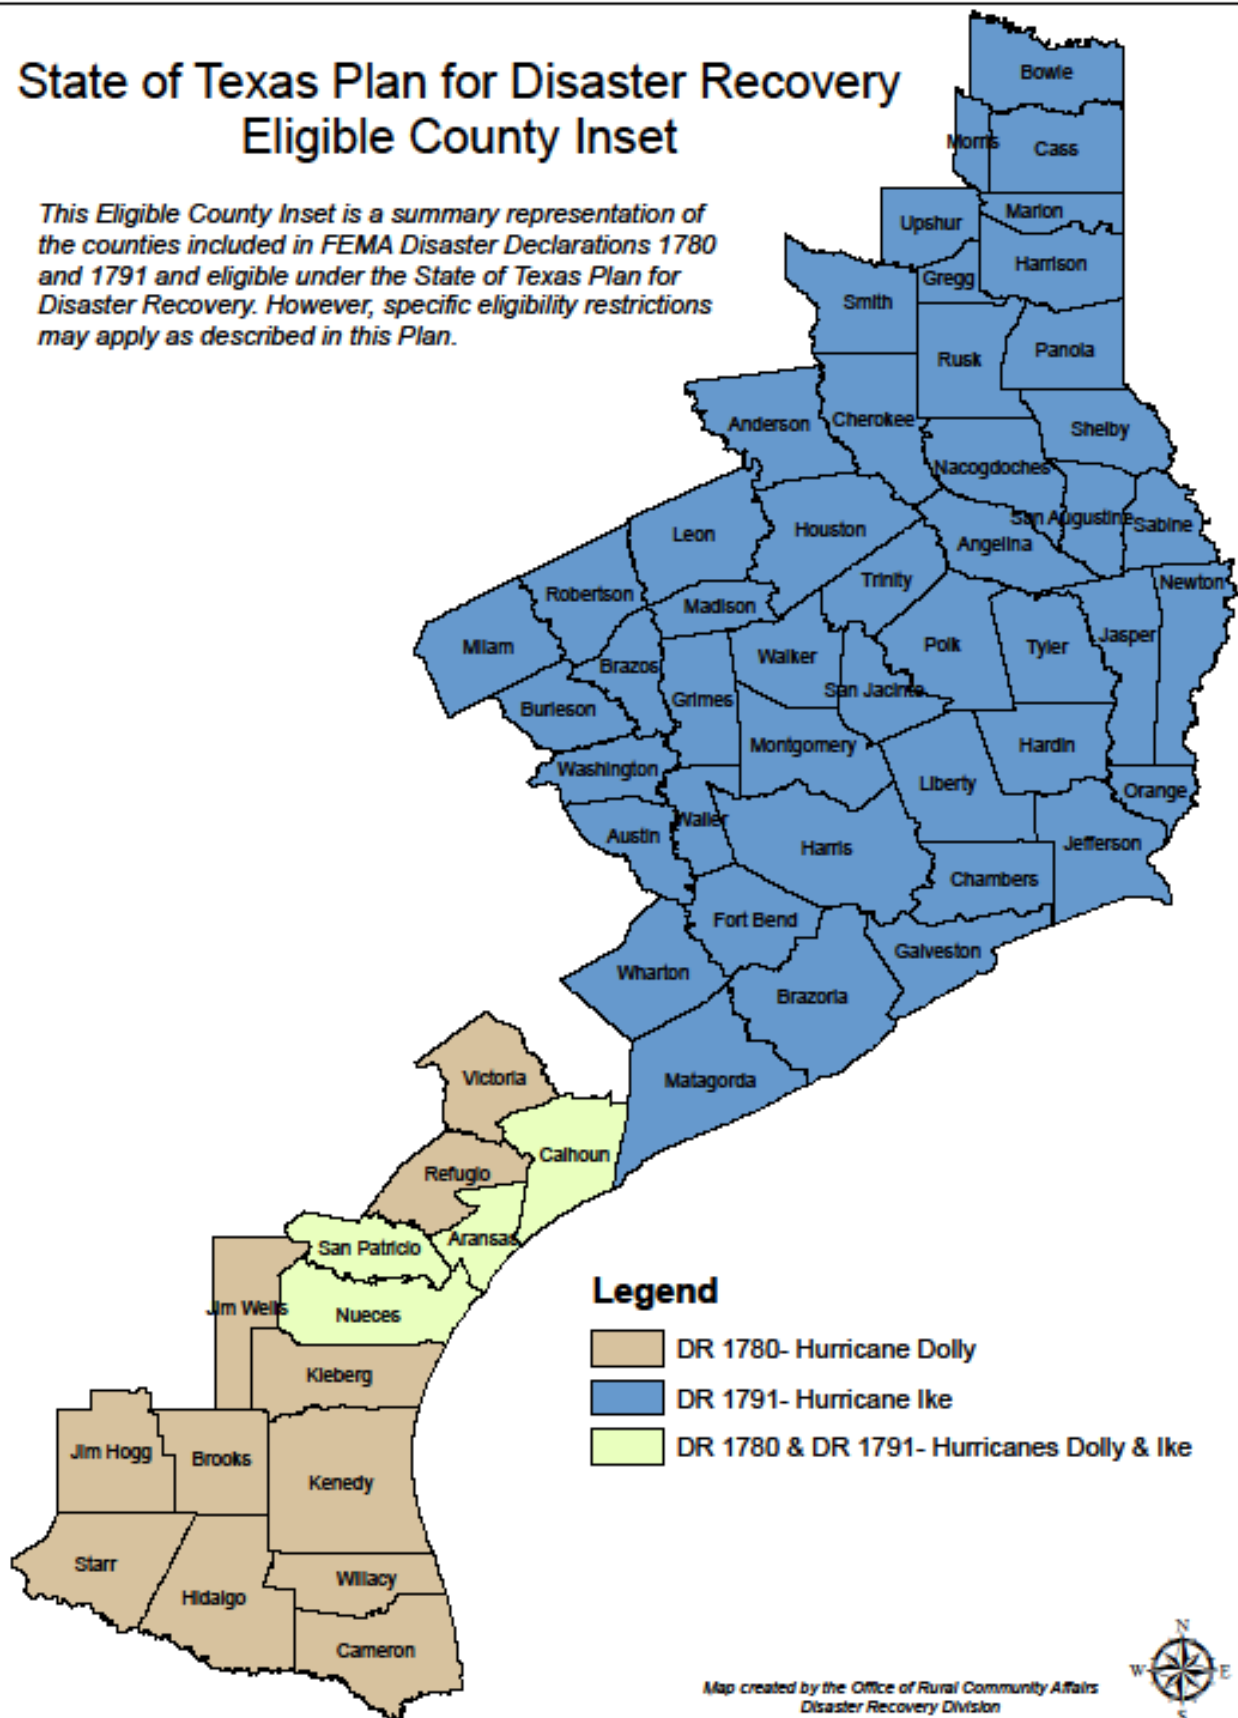 State of Texas Plan for Disaster Recovery
Eligible County Inset
This Eligible County Inset is a summary representation of
the counties included in FEMA Disaster Declarations 1780
and 1791 and eligible under the State of Texas Plan for
Disaster Recovery. However, specific eligibility restrictions
may apply as described in this Plan.
Bowie
Morris
Cass
Upshur
Marion
Gregg
Harrison
Smith
Rusk
Panola
Anderson
Cherokee
Shelby
Nacogdoches
Leon
Houston
San Augustine
Sabine
Angelina
Robertson
Madison
Trinity
Newton
Milam
Brazos
Walker
Polk
Tyler
Jasper
Burleson
Grimes
San Jacinto
Washington
Montgomery
Liberty
Hardin
Orange
Austin
Waller
Harris
Jefferson
Chambers
Fort Bend
Galveston
Wharton
Brazoria
Matagorda
Victoria
Calhoun
Refugio
Aransas
San Patricio
Jim Wells
Nueces
Kleberg
Jim Hogg
Brooks
Kenedy
Starr
Hidalgo
Willacy
Cameron
Legend
DR 1780- Hurricane Dolly
DR 1791- Hurricane Ike
DR 1780 & DR 1791- Hurricanes Dolly & Ike
Map created by the Office of Rural Community Affairs
Disaster Recovery Division
N
W
E
S